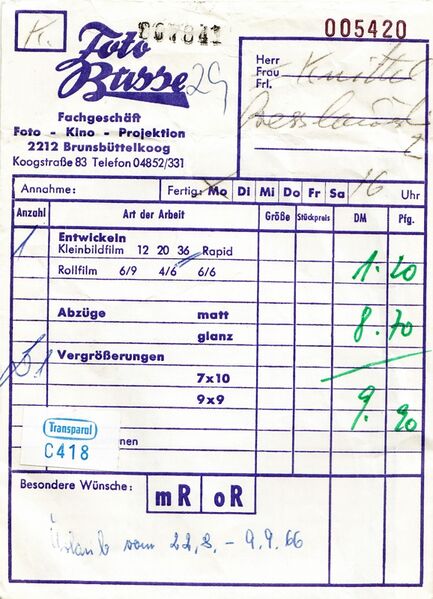 K.
007841
005420
Foto
Busse
29
Fachgeschäft
Foto - Kino - Projektion
2212 Brunsbüttelkoog
Koogstraße 83 Telefon 04852/331
Herr
Frau
Frl.
Annahme: Fertig: Mo Di Mi Do Fr Sa 16 Uhr
Anzahl Art der Arbeit Größe Stückpreis DM Pfg.
1 Entwickeln
Kleinbildfilm 12 20 36 Rapid
Rollfilm 6/9 4/6 6/6 1.20
Abzüge matt 8.70
glanz
Vergrößerungen
7x10
9x9 9.90
Transparol
C418
nen
Besondere Wünsche: mR oR
Urlaub vom 22.8. - 9.9.66